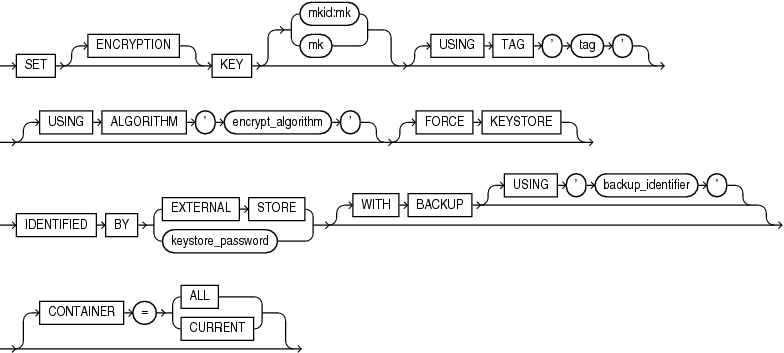 mkid:mk
ENCRYPTION mk USING TAG ' tag '
SET KEY
USING ALGORITHM ' encrypt_algorithm ' FORCE KEYSTORE
USING ' backup_identifier '
EXTERNAL STORE WITH BACKUP
IDENTIFIED BY
keystore_password
ALL
CONTAINER =
CURRENT